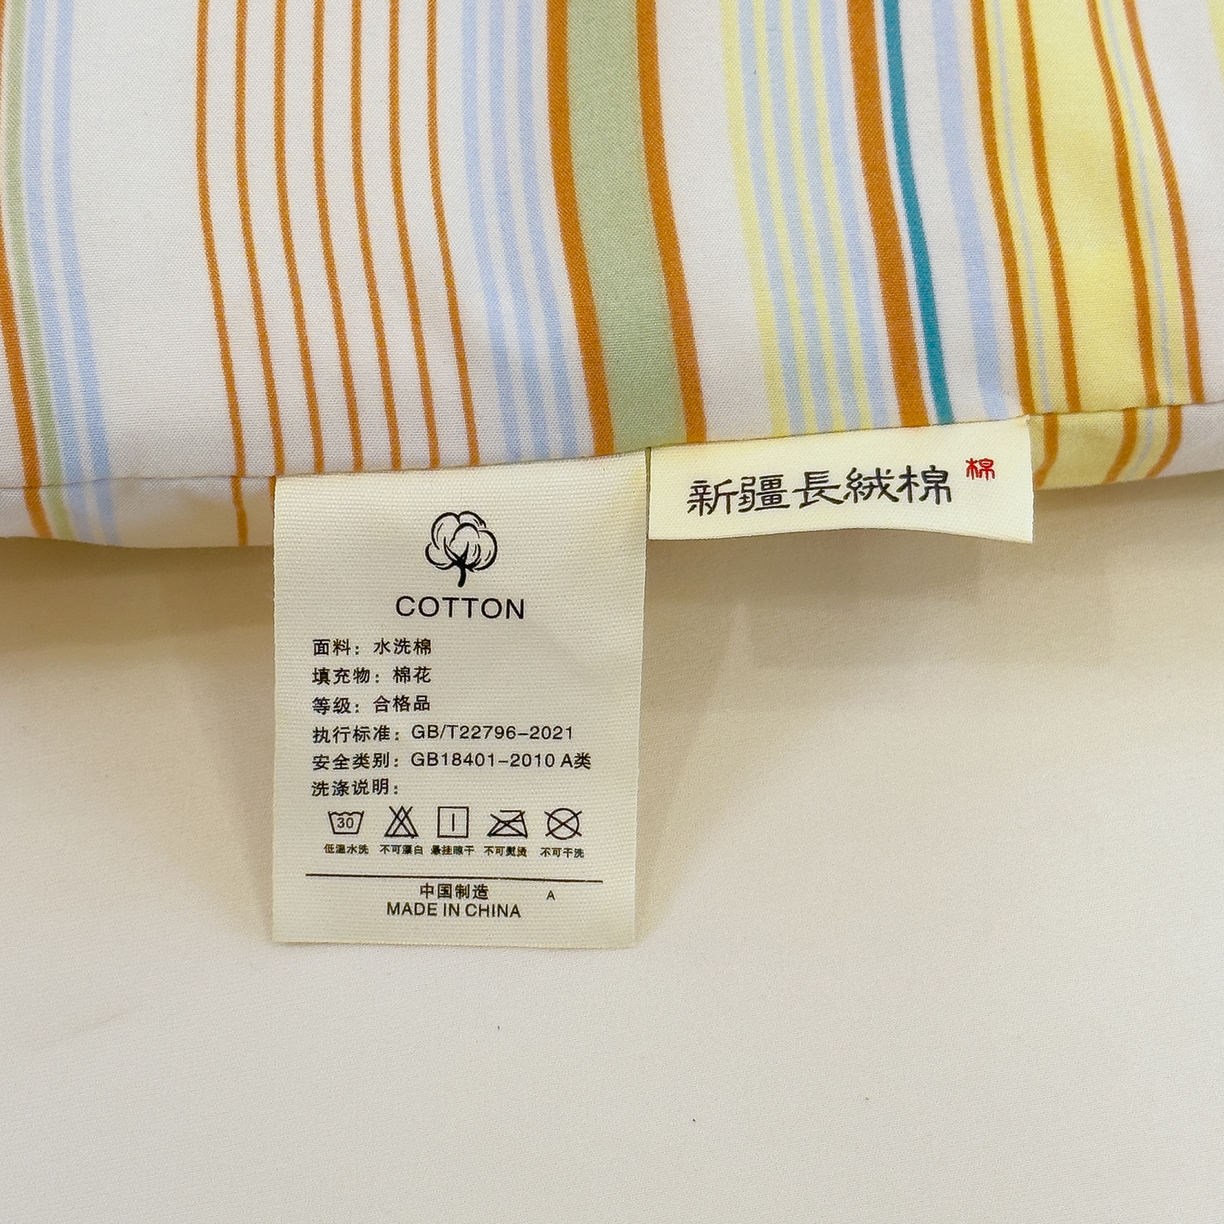 新疆長絨棉 棉
COTTON
面料：水洗棉
填充物：棉花
等级：合格品
执行标准：GB/T22796-2021
安全类别：GB18401-2010 A类
洗涤说明：
30
低温水洗 不可漂白 悬挂晾干 不可熨烫 不可干洗
中国制造 A
MADE IN CHINA